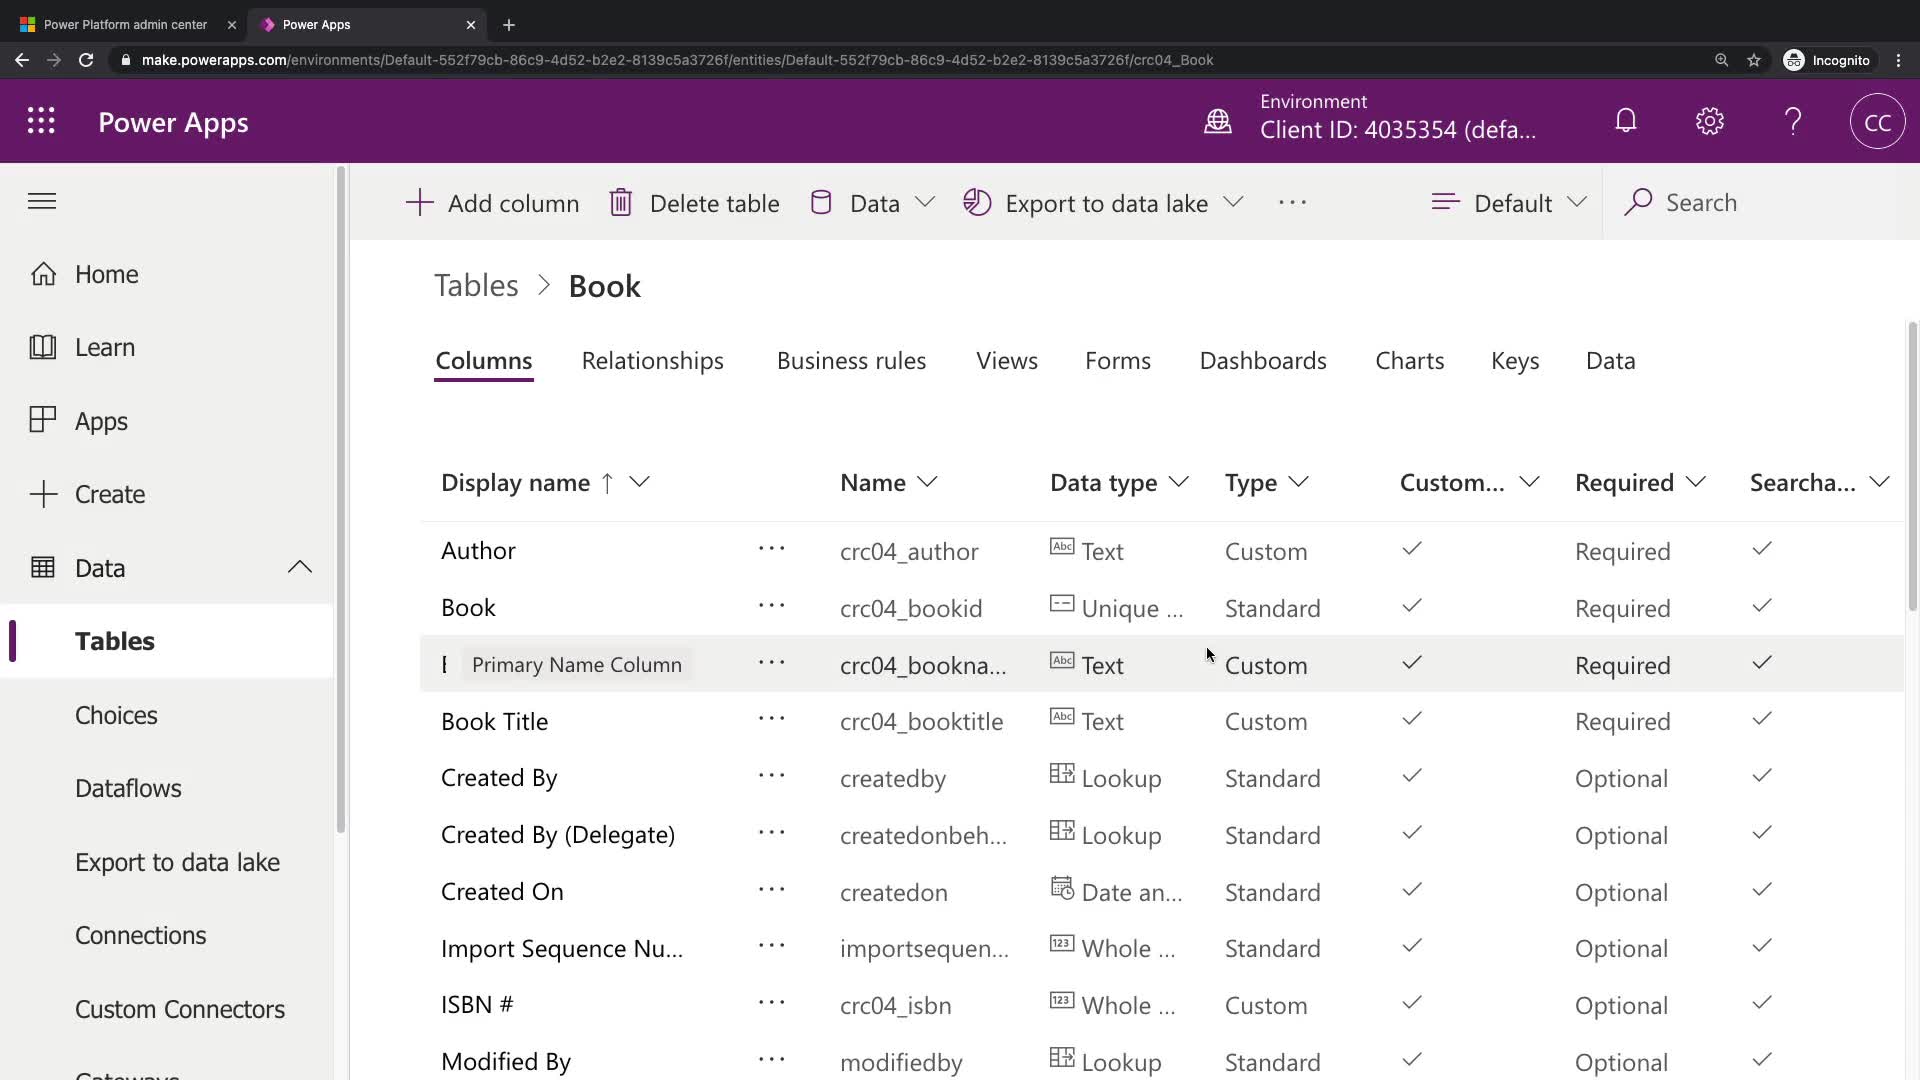 Power Platform admin center
Power Apps
make.powerapps.com/environments/Default-552f79cb-86c9-4d52-b2e2-8139c5a3726f/entities/Default-552f79cb-86c9-4d52-b2e2-8139c5a3726f/crc04_Book
Incognito
Power Apps
Environment
Client ID: 4035354 (defa...
CC
Add column
Delete table
Data
Export to data lake
Default
Search
Home
Learn
Apps
Create
Data
Tables
Choices
Dataflows
Export to data lake
Connections
Custom Connectors
Tables > Book
Columns Relationships Business rules Views Forms Dashboards Charts Keys Data
Display name ↑ Name Data type Type Custom... Required Searcha...
Author ... crc04_author Abc Text Custom Required
Book ... crc04_bookid Unique ... Standard Required
Primary Name Column ... crc04_bookna... Abc Text Custom Required
Book Title ... crc04_booktitle Abc Text Custom Required
Created By ... createdby Lookup Standard Optional
Created By (Delegate) ... createdonbeh... Lookup Standard Optional
Created On ... createdon Date an... Standard Optional
Import Sequence Nu... ... importsequen... 123 Whole ... Standard Optional
ISBN # ... crc04_isbn 123 Whole ... Custom Optional
Modified By ... modifiedby Lookup Standard Optional